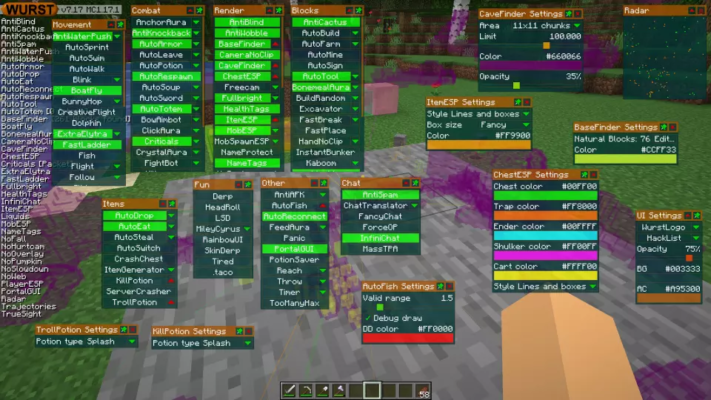 WURST v7.17 MC1.17.1
AntiBlind
AntiCactus
AntiKnockback
AntiSpam
AntiWaterPush
AntiWobble
AutoArmor
AutoDrop
AutoEat
AutoReconnect
AutoRespawn
AutoTool
AutoTotem
BaseFinder
BoatFly
BonemealAura
CameraNoClip
CaveFinder
ChestESP
Criticals
ExtraElytra
FastLadder
Fullbright
HealthTags
InfiniChat
ItemESP
Liquids
MobESP
NameTags
NoFall
NoHurtcam
NoOverlay
NoPumpkin
NoSlowdown
NoWeb
PlayerESP
PortalGUI
Radar
Trajectories
TrueSight
Movement
AntiWaterPush
AutoSprint
AutoSwim
AutoWalk
Blink
BoatFly
BunnyHop
CreativeFlight
Dolphin
ExtraElytra
FastLadder
Fish
Flight
Follow
Combat
AnchorAura
AntiKnockback
AutoArmor
AutoLeave
AutoPotion
AutoRespawn
AutoSoup
AutoSword
AutoTotem
BowAimbot
ClickAura
Criticals
CrystalAura
FightBot
Render
AntiBlind
AntiWobble
BaseFinder
CameraNoClip
CaveFinder
ChestESP
Freecam
Fullbright
HealthTags
ItemESP
MobESP
MobSpawnESP
NameProtect
NameTags
Blocks
AntiCactus
AutoBuild
AutoFarm
AutoMine
AutoSign
AutoTool
BonemealAura
BuildRandom
Excavator
FastBreak
FastPlace
HandNoClip
InstantBunker
Kaboom
CaveFinder Settings
Area 11x11 chunks
Limit 100.000
Color #660066
Opacity 35%
Radar
ItemESP Settings
Style Lines and boxes
Box size Fancy
Color #FF9900
BaseFinder Settings
Natural Blocks: 76 Edit...
Color #CCFF33
Items
AutoDrop
AutoEat
AutoSteal
AutoSwitch
CrashChest
ItemGenerator
KillPotion
ServerCrasher
TrollPotion
Fun
Derp
HeadRoll
LSD
MileyCyrus
RainbowUI
SkinDerp
Tired
.taco
Other
AntiAFK
AutoFish
AutoReconnect
FeedAura
Panic
PortalGUI
PotionSaver
Reach
Throw
Timer
TooManyHax
Chat
AntiSpam
ChatTranslator
FancyChat
ForceOP
InfiniChat
MassTPA
ChestESP Settings
Chest color #00FF00
Trap color #FF8000
Ender color #00FFFF
Shulker color #FF00FF
Cart color #FFFF00
Style Lines and boxes
UI Settings
WurstLogo
HackList
Opacity 75%
BG #003333
AC #A95300
AutoFish Settings
Valid range 1.5
✓ Debug draw
DD color #FF0000
TrollPotion Settings
Potion type Splash
KillPotion Settings
Potion type Splash
58